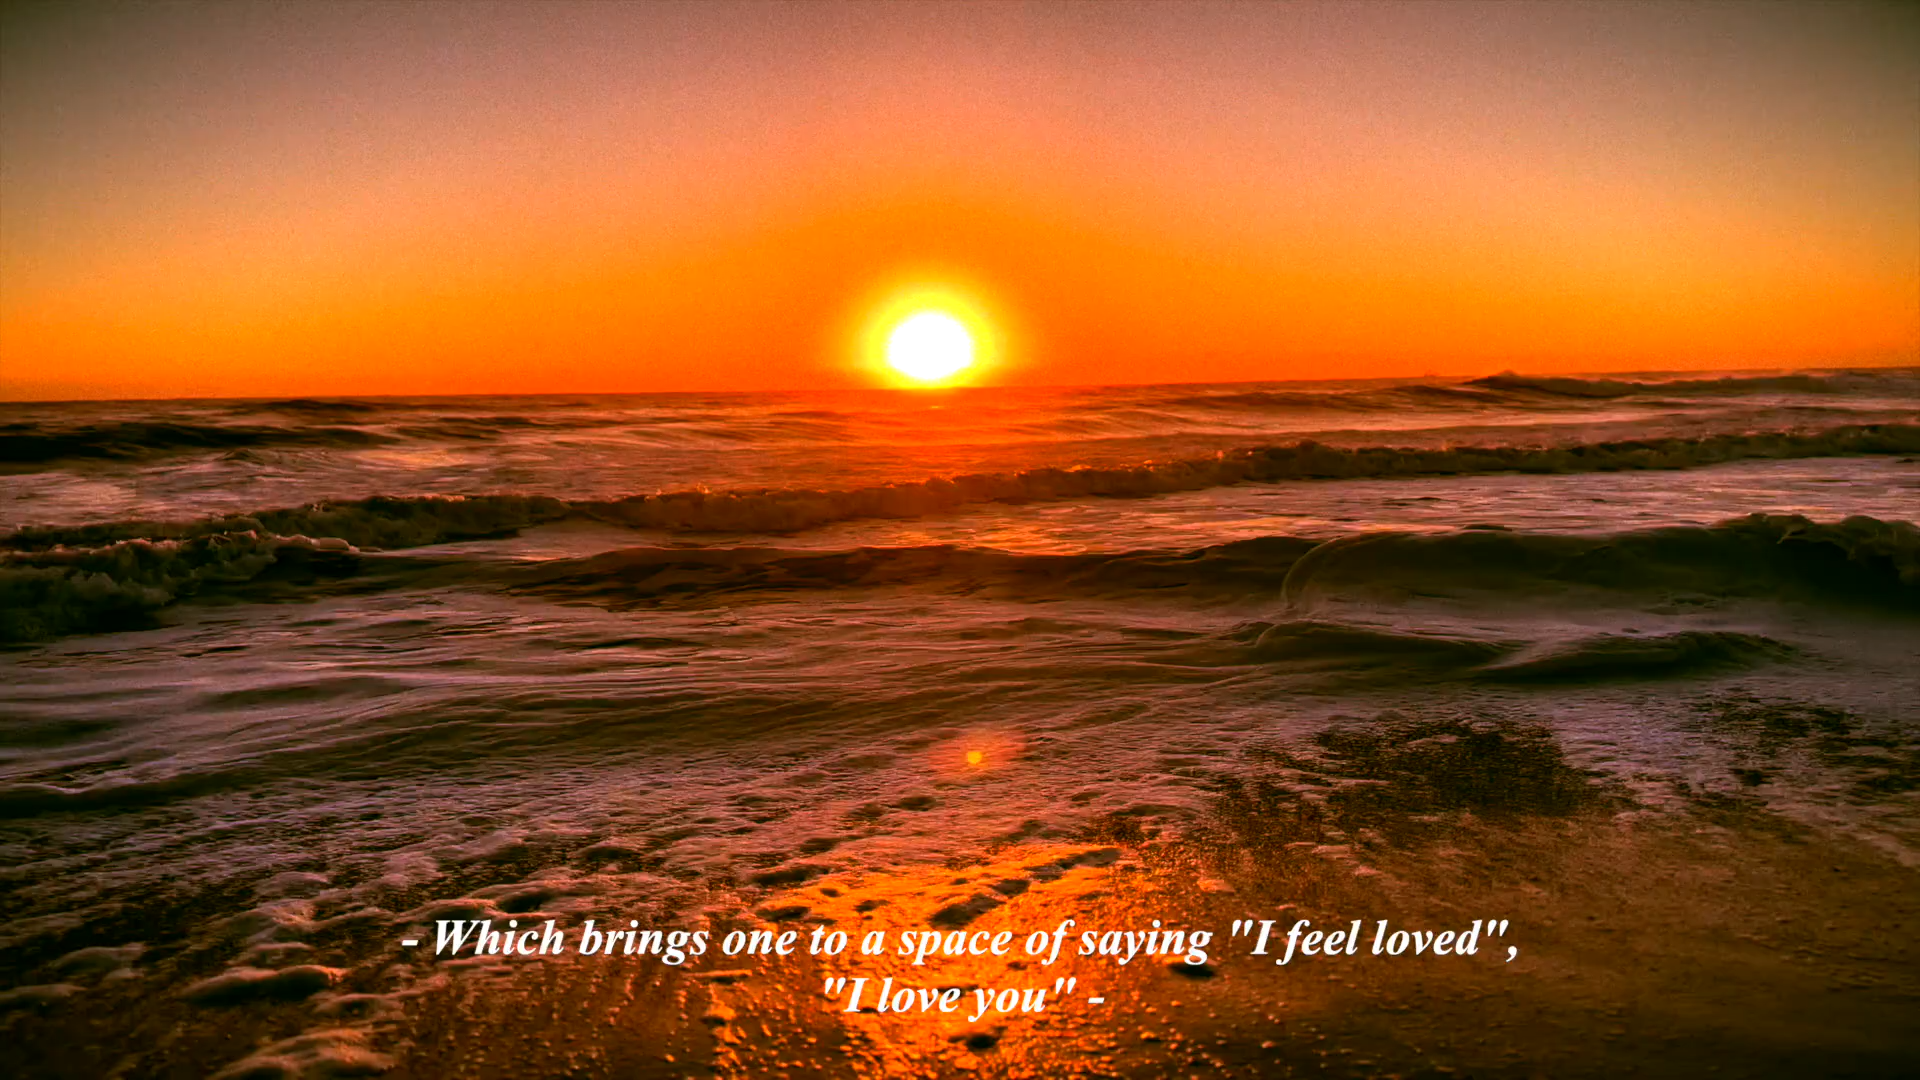 - Which brings one to a space of saying "I feel loved",
"I love you" -